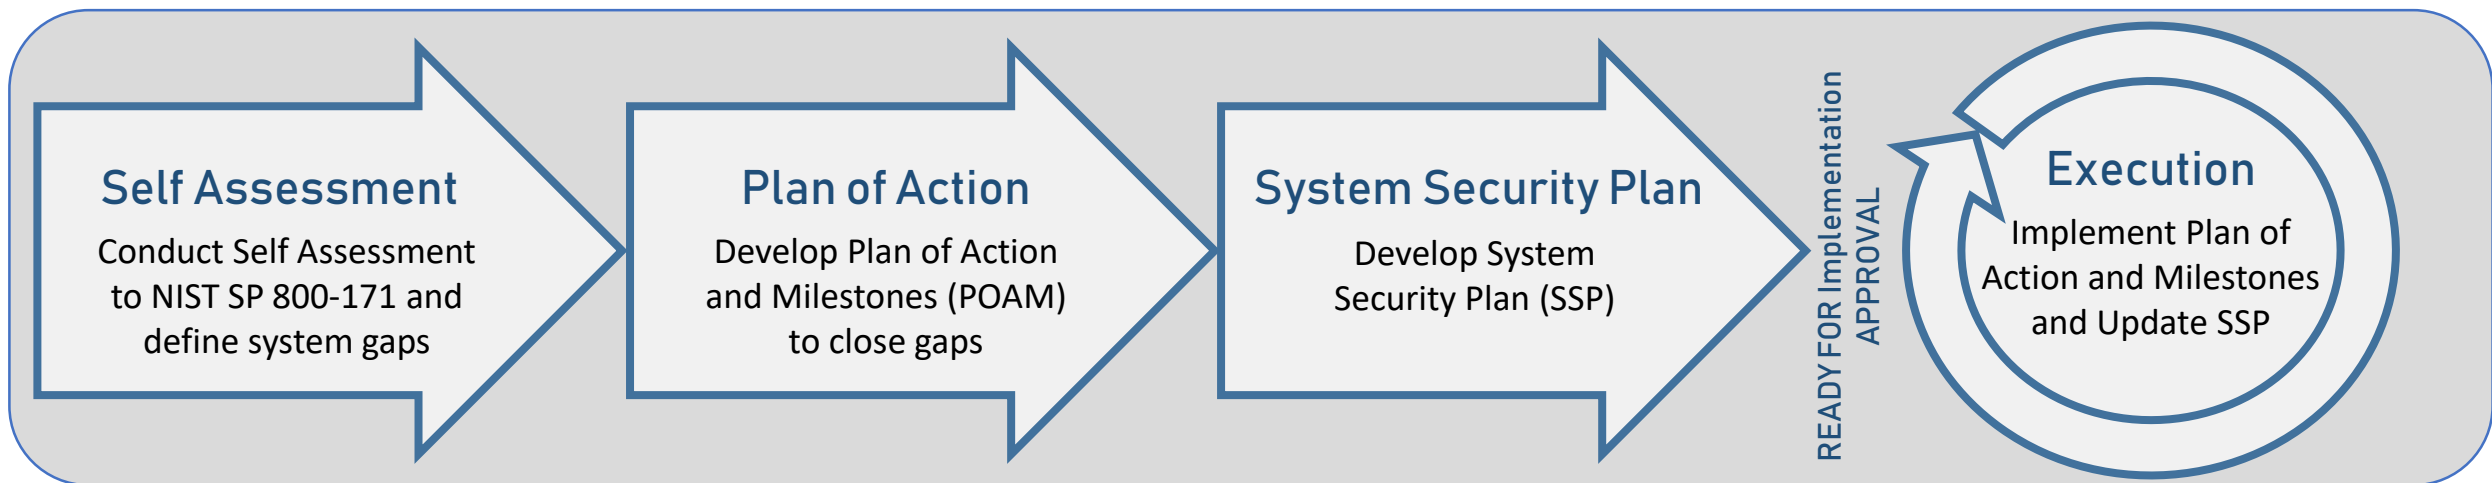 Self Assessment
Conduct Self Assessment
to NIST SP 800-171 and
define system gaps
Plan of Action
Develop Plan of Action
and Milestones (POAM)
to close gaps
System Security Plan
Develop System
Security Plan (SSP)
READY FOR Implementation
APPROVAL
Execution
Implement Plan of
Action and Milestones
and Update SSP